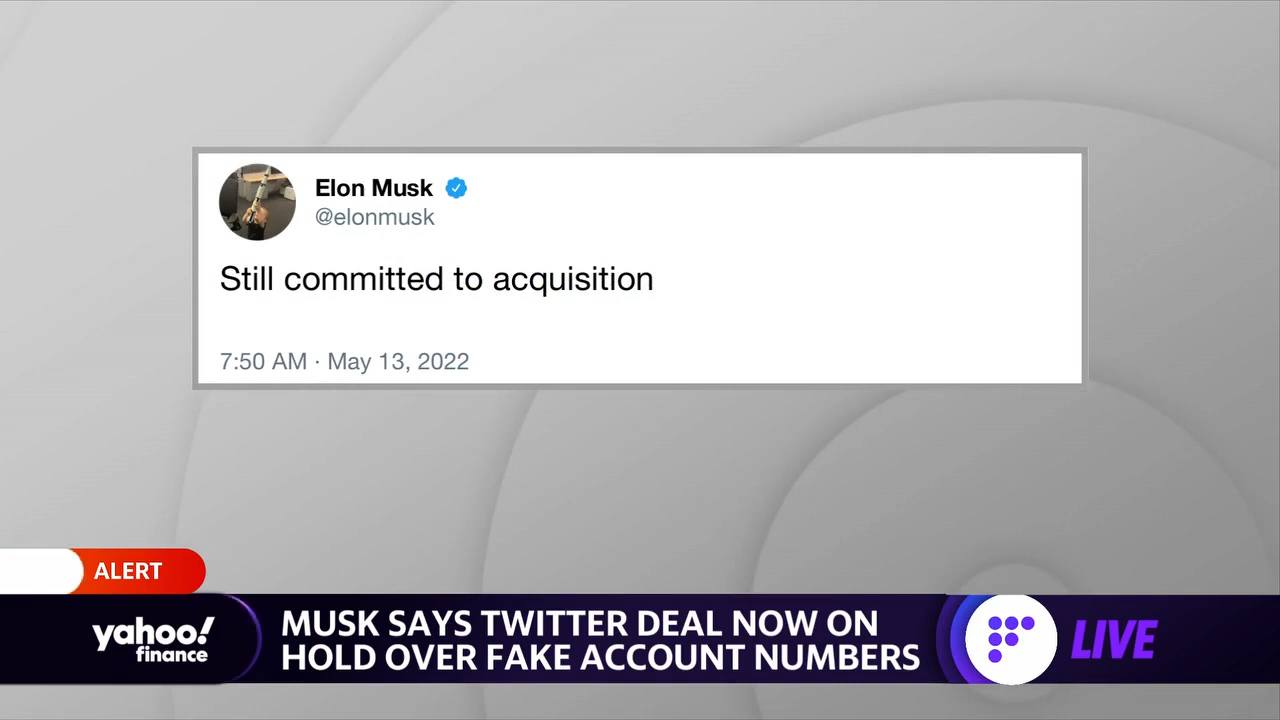 Elon Musk
@elonmusk
Still committed to acquisition
7:50 AM · May 13, 2022
ALERT
yahoo!
finance
MUSK SAYS TWITTER DEAL NOW ON
HOLD OVER FAKE ACCOUNT NUMBERS
LIVE